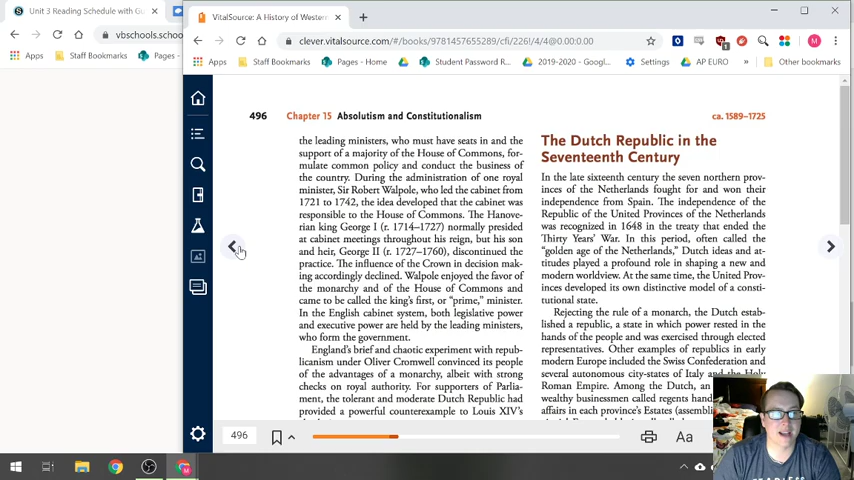 Unit 3 Reading Schedule with Gu
VitalSource: A History of Western
vbschools.schoo
clever.vitalsource.com/#/books/9781457655289/cfi/226!/4/4@0.00:0.00
Apps
Staff Bookmarks
Pages -
Apps
Staff Bookmarks
Pages - Home
Student Password R...
2019-2020 - Googl...
Settings
AP EURO
»
Other bookmarks
496 Chapter 15 Absolutism and Constitutionalism
ca. 1589–1725
the leading ministers, who must have seats in and the
support of a majority of the House of Commons, for-
mulate common policy and conduct the business of
the country. During the administration of one royal
minister, Sir Robert Walpole, who led the cabinet from
1721 to 1742, the idea developed that the cabinet was
responsible to the House of Commons. The Hanove-
rian king George I (r. 1714–1727) normally presided
at cabinet meetings throughout his reign, but his son
and heir, George II (r. 1727–1760), discontinued the
practice. The influence of the Crown in decision mak-
ing accordingly declined. Walpole enjoyed the favor of
the monarchy and of the House of Commons and
came to be called the king's first, or "prime," minister.
In the English cabinet system, both legislative power
and executive power are held by the leading ministers,
who form the government.
England's brief and chaotic experiment with repub-
licanism under Oliver Cromwell convinced its people
of the advantages of a monarchy, albeit with strong
checks on royal authority. For supporters of Parlia-
ment, the tolerant and moderate Dutch Republic had
provided a powerful counterexample to Louis XIV's
The Dutch Republic in the
Seventeenth Century
In the late sixteenth century the seven northern prov-
inces of the Netherlands fought for and won their
independence from Spain. The independence of the
Republic of the United Provinces of the Netherlands
was recognized in 1648 in the treaty that ended the
Thirty Years' War. In this period, often called the
"golden age of the Netherlands," Dutch ideas and at-
titudes played a profound role in shaping a new and
modern worldview. At the same time, the United Prov-
inces developed its own distinctive model of a consti-
tutional state.
Rejecting the rule of a monarch, the Dutch estab-
lished a republic, a state in which power rested in the
hands of the people and was exercised through elected
representatives. Other examples of republics in early
modern Europe included the Swiss Confederation and
several autonomous city-states of Italy and the Holy
Roman Empire. Among the Dutch, an
wealthy businessmen called regents hand
affairs in each province's Estates (assembl
496
Aa